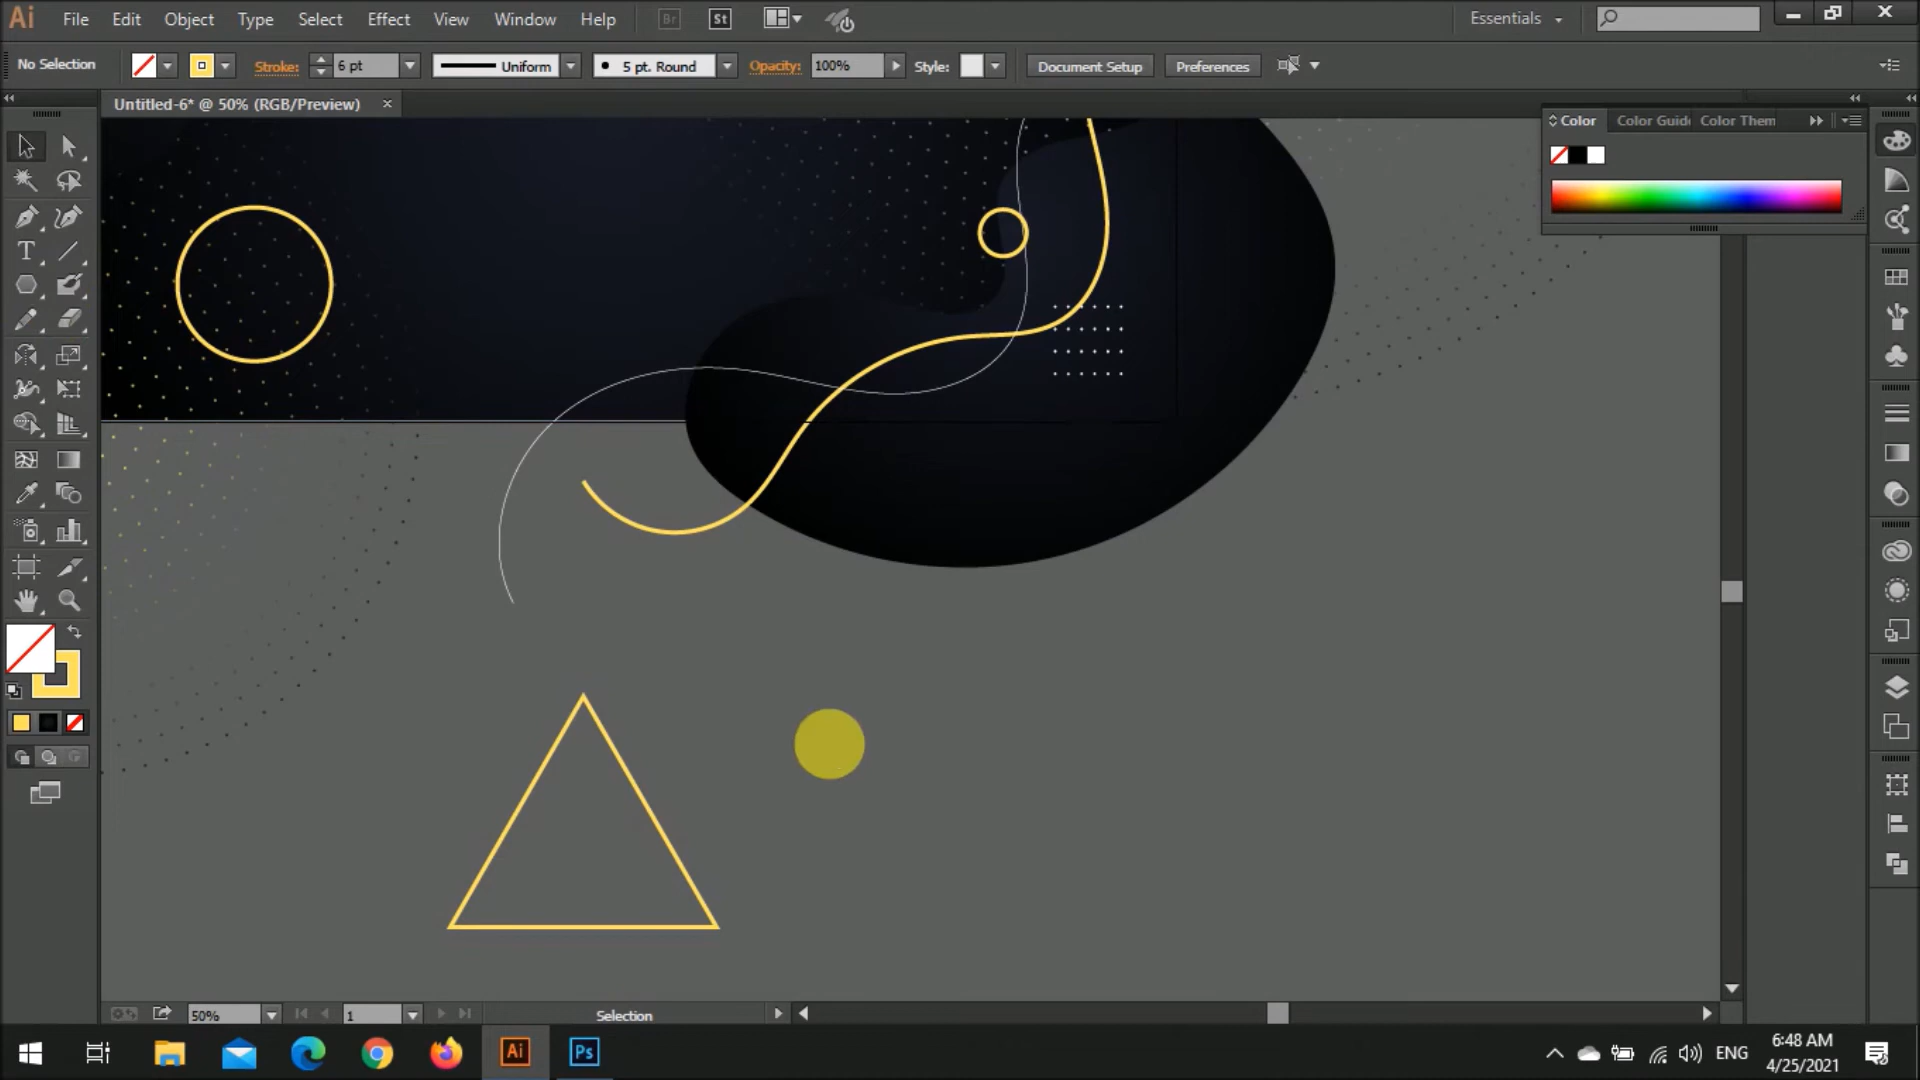 Ai File Edit Object Type Select Effect View Window Help Br St Essentials
No Selection Stroke: 6 pt Uniform 5 pt. Round Opacity: 100% Style: Document Setup Preferences
Untitled-6* @ 50% (RGB/Preview) ×
Color Color Guid Color Them
T
50% 1 Selection
Ai Ps ENG
6:48 AM
4/25/2021